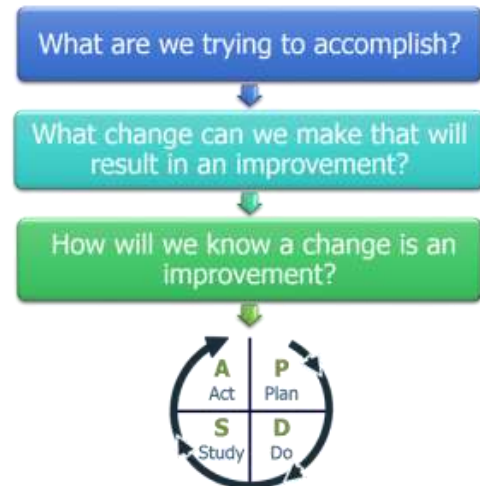 What are we trying to accomplish?
What change can we make that will
result in an improvement?
How will we know a change is an
improvement?
A P
Act Plan
S D
Study Do